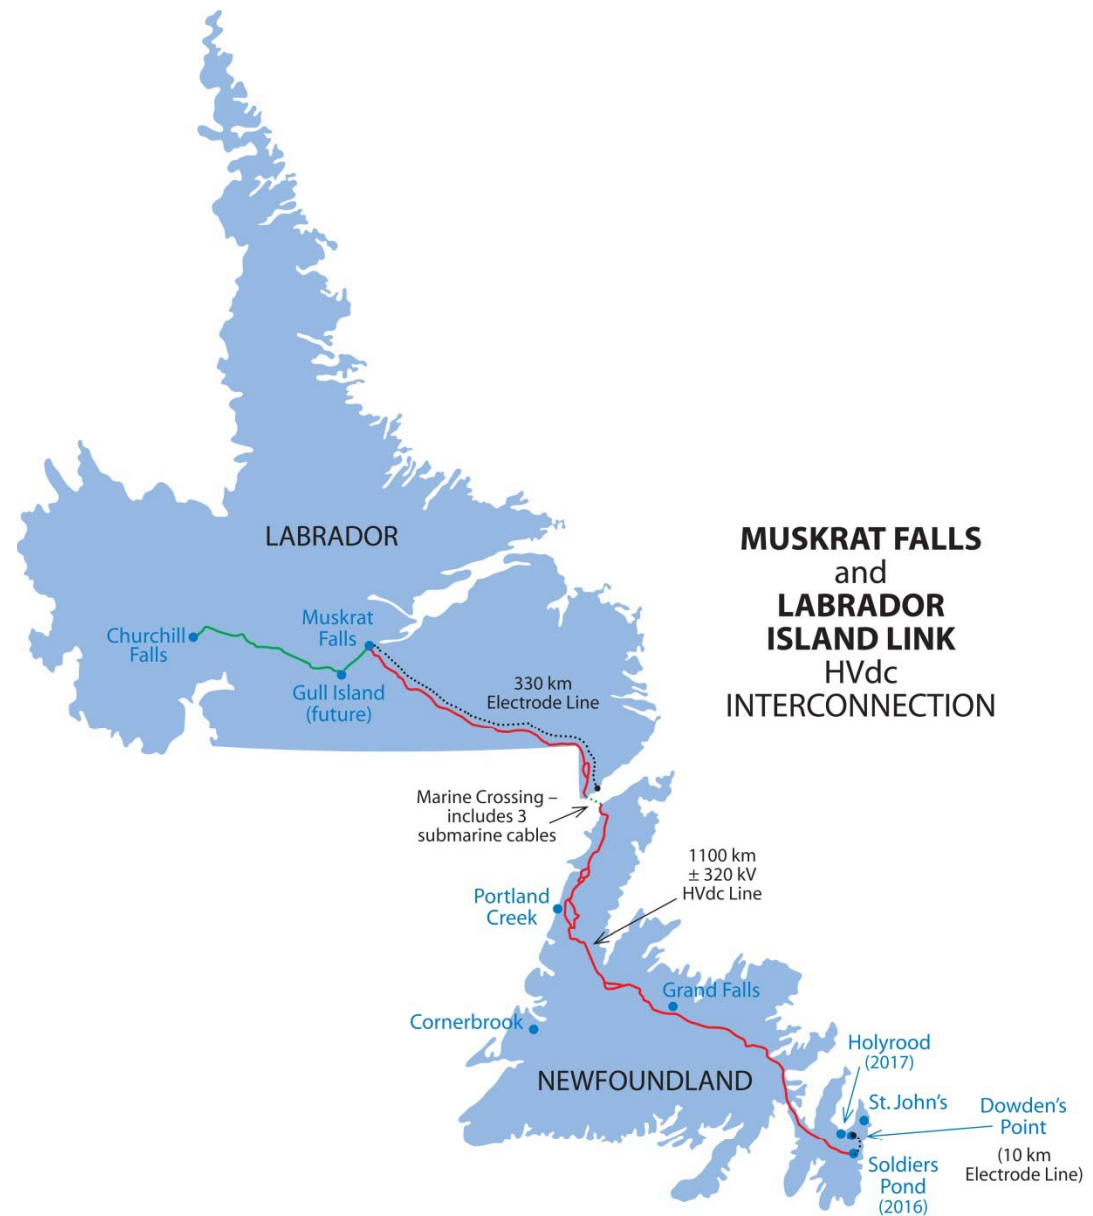 LABRADOR
MUSKRAT FALLS
and
LABRADOR
ISLAND LINK
HVdc
INTERCONNECTION
Churchill
Falls
Muskrat
Falls
Gull Island
(future)
330 km
Electrode Line
Marine Crossing –
includes 3
submarine cables
1100 km
± 320 kV
HVdc Line
Portland
Creek
Grand Falls
Cornerbrook
NEWFOUNDLAND
Holyrood
(2017)
St. John's
Dowden's
Point
(10 km
Electrode Line)
Soldiers
Pond
(2016)